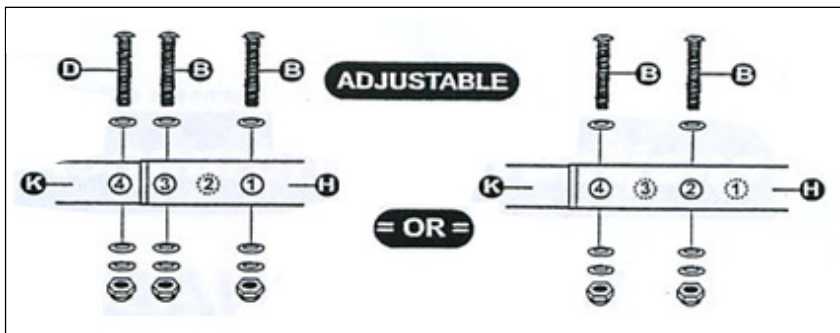 D B B
ADJUSTABLE
B B
K 4 3 2 1 H
K 4 3 2 1 H
= OR =